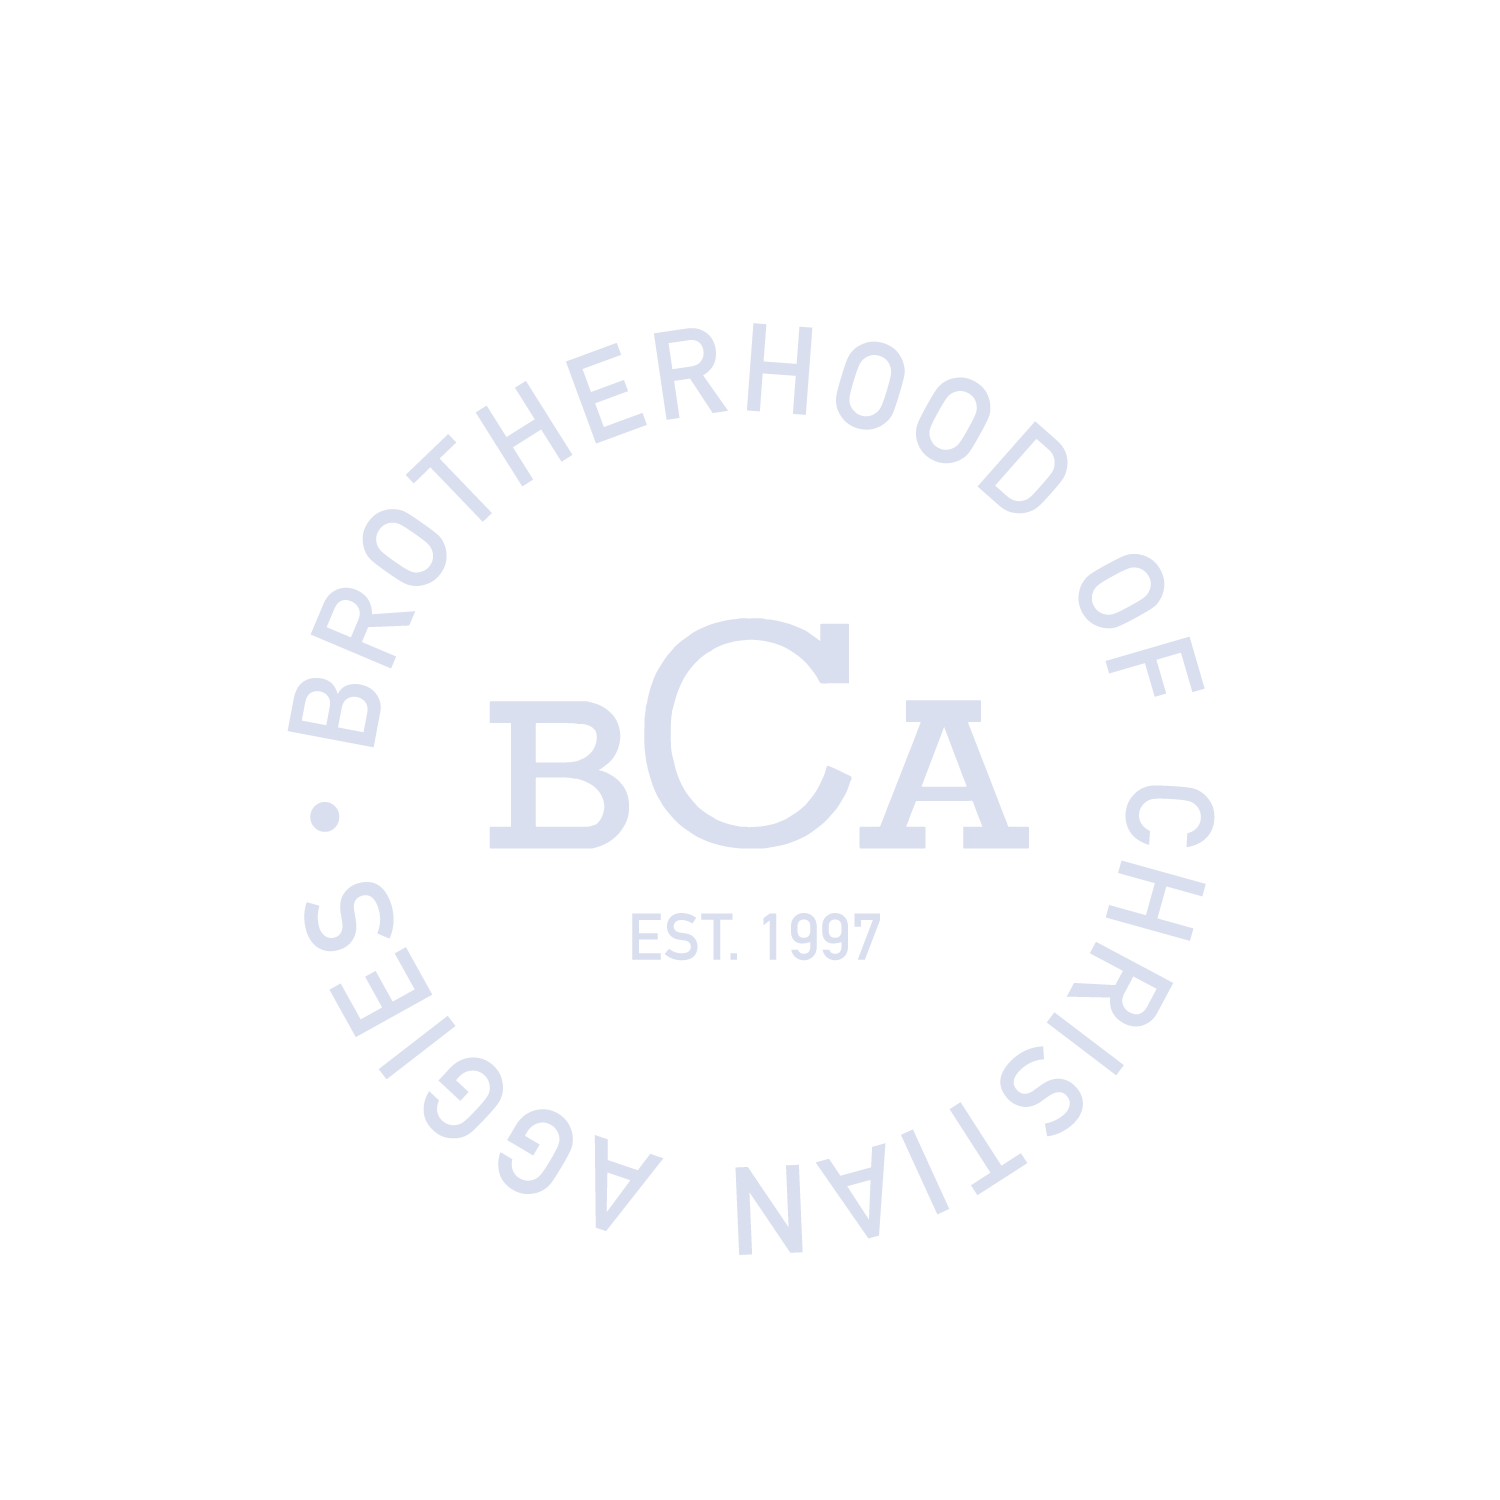 BROTHERHOOD OF CHRISTIAN AGGIES •
BCA
EST. 1997